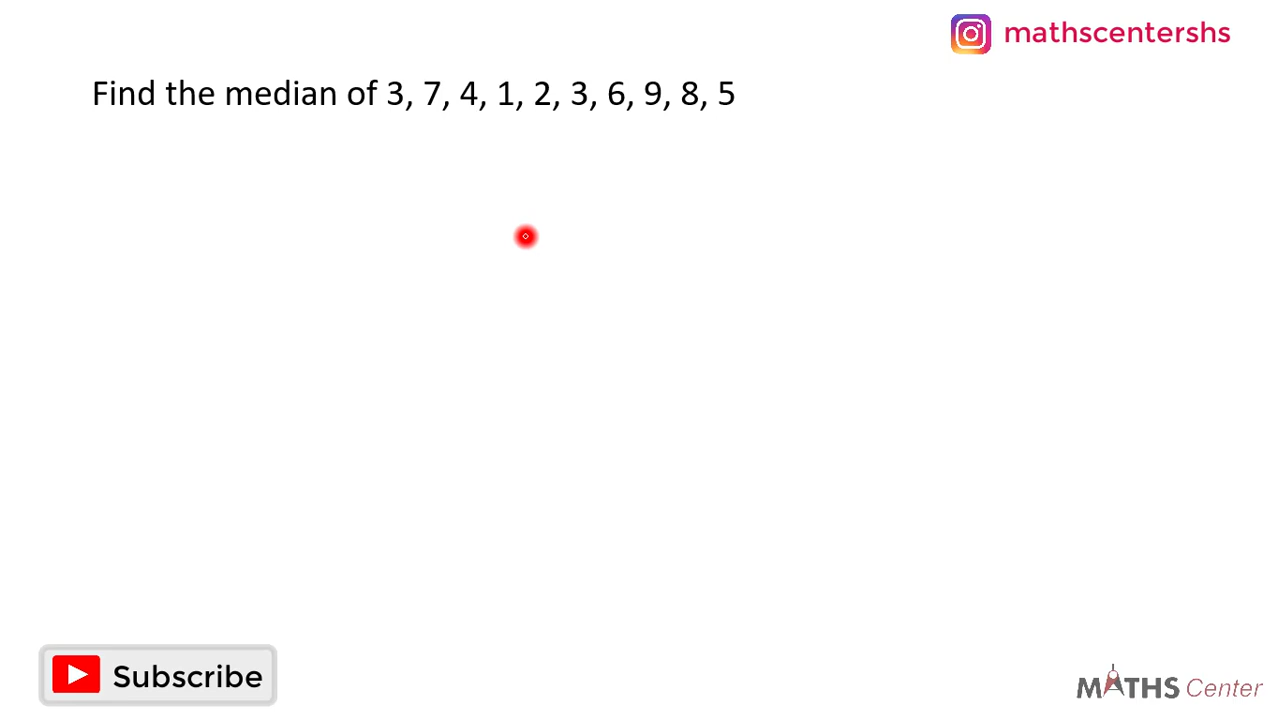 mathscentershs
Find the median of 3, 7, 4, 1, 2, 3, 6, 9, 8, 5
Subscribe
MATHS Center